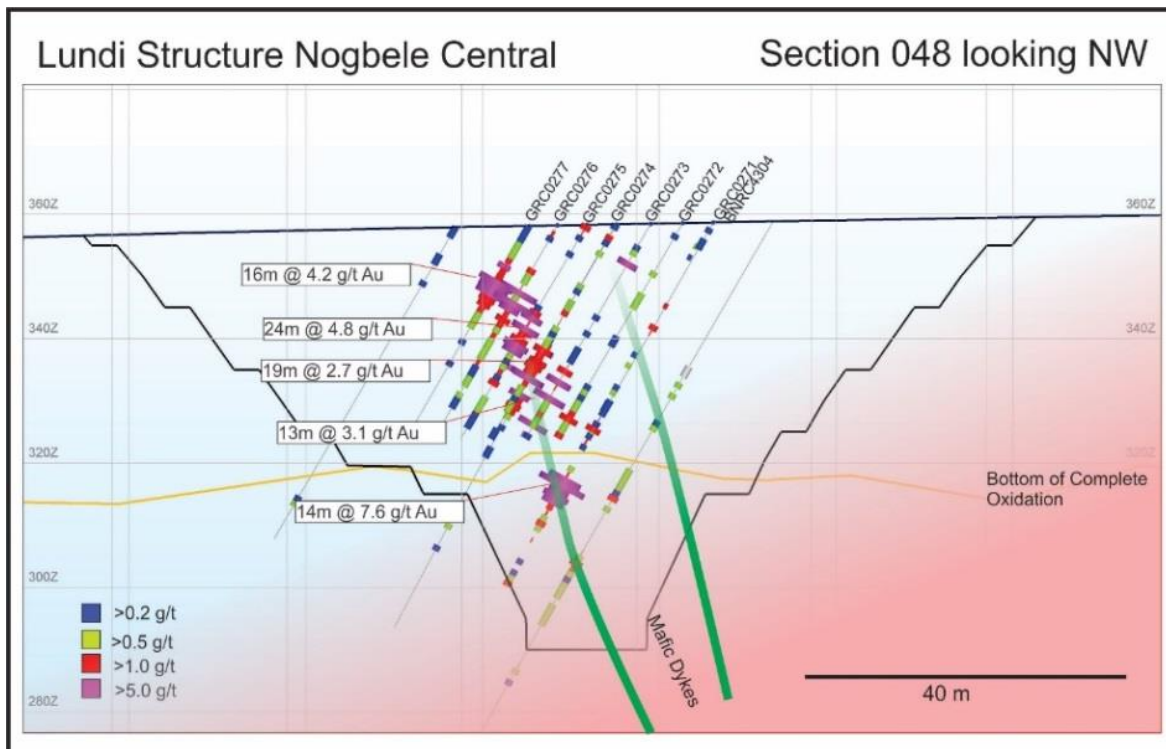 Lundi Structure Nogbele Central
Section 048 looking NW
GRC0277
GRC0276
GRC0275
GRC0274
GRC0273
GRC0272
GRC0271
BNRC4304
360Z
360Z
16m @ 4.2 g/t Au
24m @ 4.8 g/t Au
340Z
340Z
19m @ 2.7 g/t Au
13m @ 3.1 g/t Au
320Z
320Z
Bottom of Complete
Oxidation
14m @ 7.6 g/t Au
300Z
>0.2 g/t
>0.5 g/t
>1.0 g/t
>5.0 g/t
Mafic Dykes
40 m
280Z